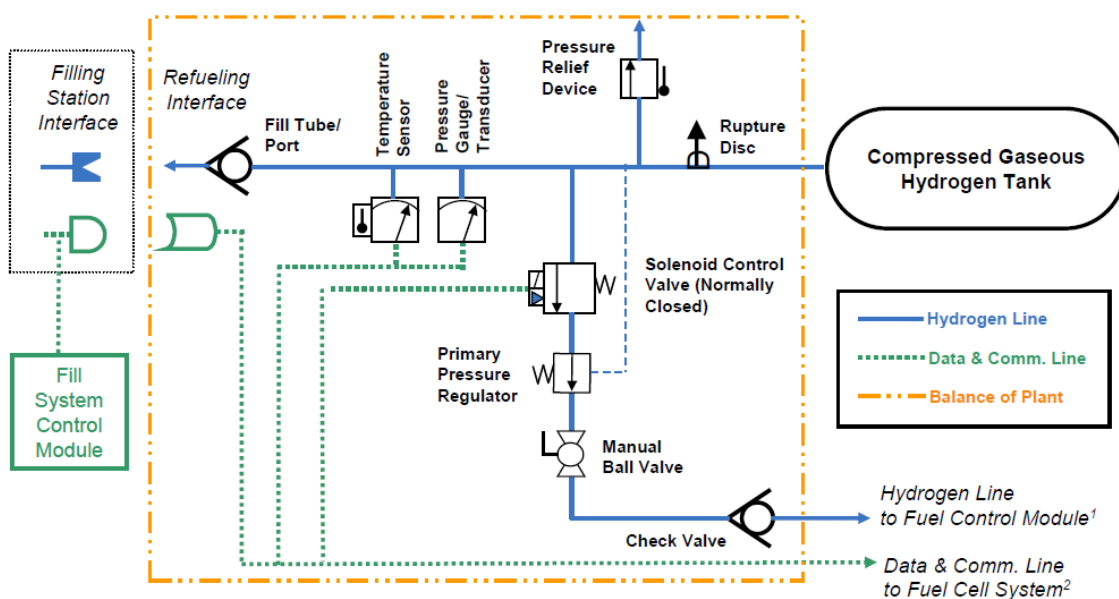 Filling
Station
Interface
Refueling
Interface
Fill Tube/
Port
Temperature
Sensor
Pressure
Gauge/
Transducer
Pressure
Relief
Device
Rupture
Disc
Compressed Gaseous
Hydrogen Tank
Solenoid Control
Valve (Normally
Closed)
Primary
Pressure
Regulator
Manual
Ball Valve
Check Valve
Fill
System
Control
Module
Hydrogen Line
Data & Comm. Line
Balance of Plant
Hydrogen Line
to Fuel Control Module¹
Data & Comm. Line
to Fuel Cell System²